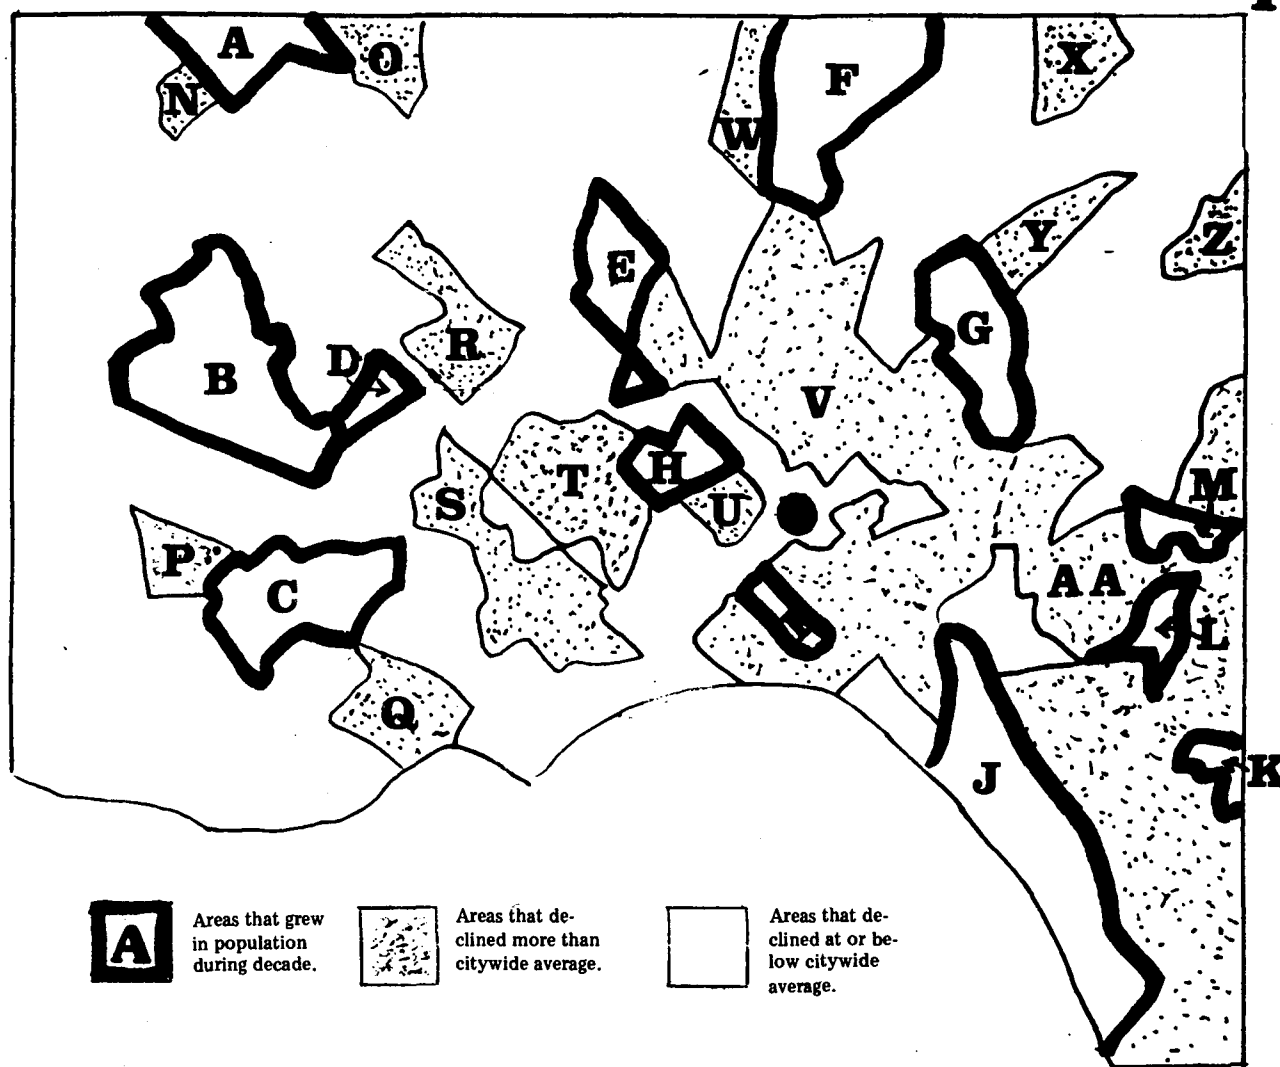 A
O
N
F
X
W
E
Y
Z
G
B
D
R
V
H
T
S
U
M
P
C
AA
L
Q
J
K
A
Areas that grew
in population
during decade.
Areas that de-
clined more than
citywide average.
Areas that de-
clined at or be-
low citywide
average.